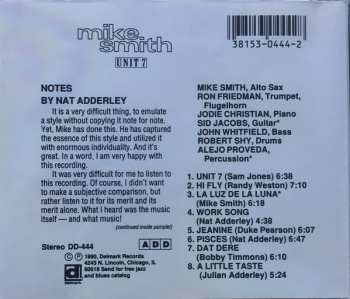 mike
smith
UNIT 7
38153-0444-2
NOTES
BY NAT ADDERLEY
It is a very difficult thing, to emulate
a style without copying it note for note.
Yet, Mike has done this. He has captured
the essence of this style and utilized it
with enormous individuality. And it's
great. In a word, I am very happy with
this recording.
It was very difficult for me to listen to
this recording. Of course, I didn't want
to make a subjective comparison, but
rather listen to it for its merit and its
merit alone. What I heard was the music
itself — and what music!
(continued inside jewel)
Stereo DD-444
ADD
℗ © 1990, Delmark Records
4243 N. Lincoln, Chicago, IL
60618 Send for free jazz
and blues catalog
MIKE SMITH, Alto Sax
RON FRIEDMAN, Trumpet,
Flugelhorn
JODIE CHRISTIAN, Piano
SID JACOBS, Guitar*
JOHN WHITFIELD, Bass
ROBERT SHY, Drums
ALEJO PROVEDA,
Percussion*
1. UNIT 7 (Sam Jones) 6:10
2. HI FLY (Randy Weston) 7:10
3. LA LUZ DE LA LUNA*
(Mike Smith) 6:18
4. WORK SONG
(Nat Adderley) 4:38
5. JEANINE (Duke Pearson) 6:07
6. PISCES (Nat Adderley) 6:12
7. DAT DERE
(Bobby Timmons) 6:10
8. A LITTLE TASTE
(Julian Adderley) 5:24